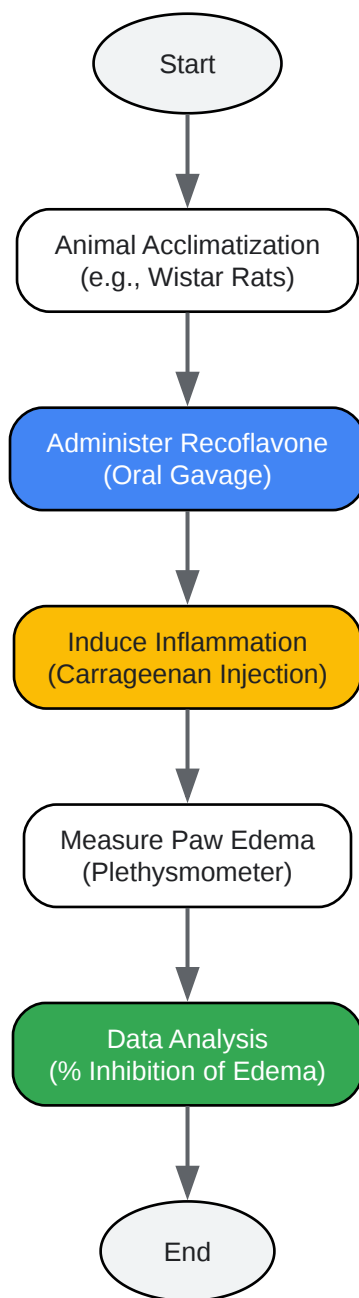 Start
Animal Acclimatization
(e.g., Wistar Rats)
Administer Recoflavone
(Oral Gavage)
Induce Inflammation
(Carrageenan Injection)
Measure Paw Edema
(Plethysmometer)
Data Analysis
(% Inhibition of Edema)
End